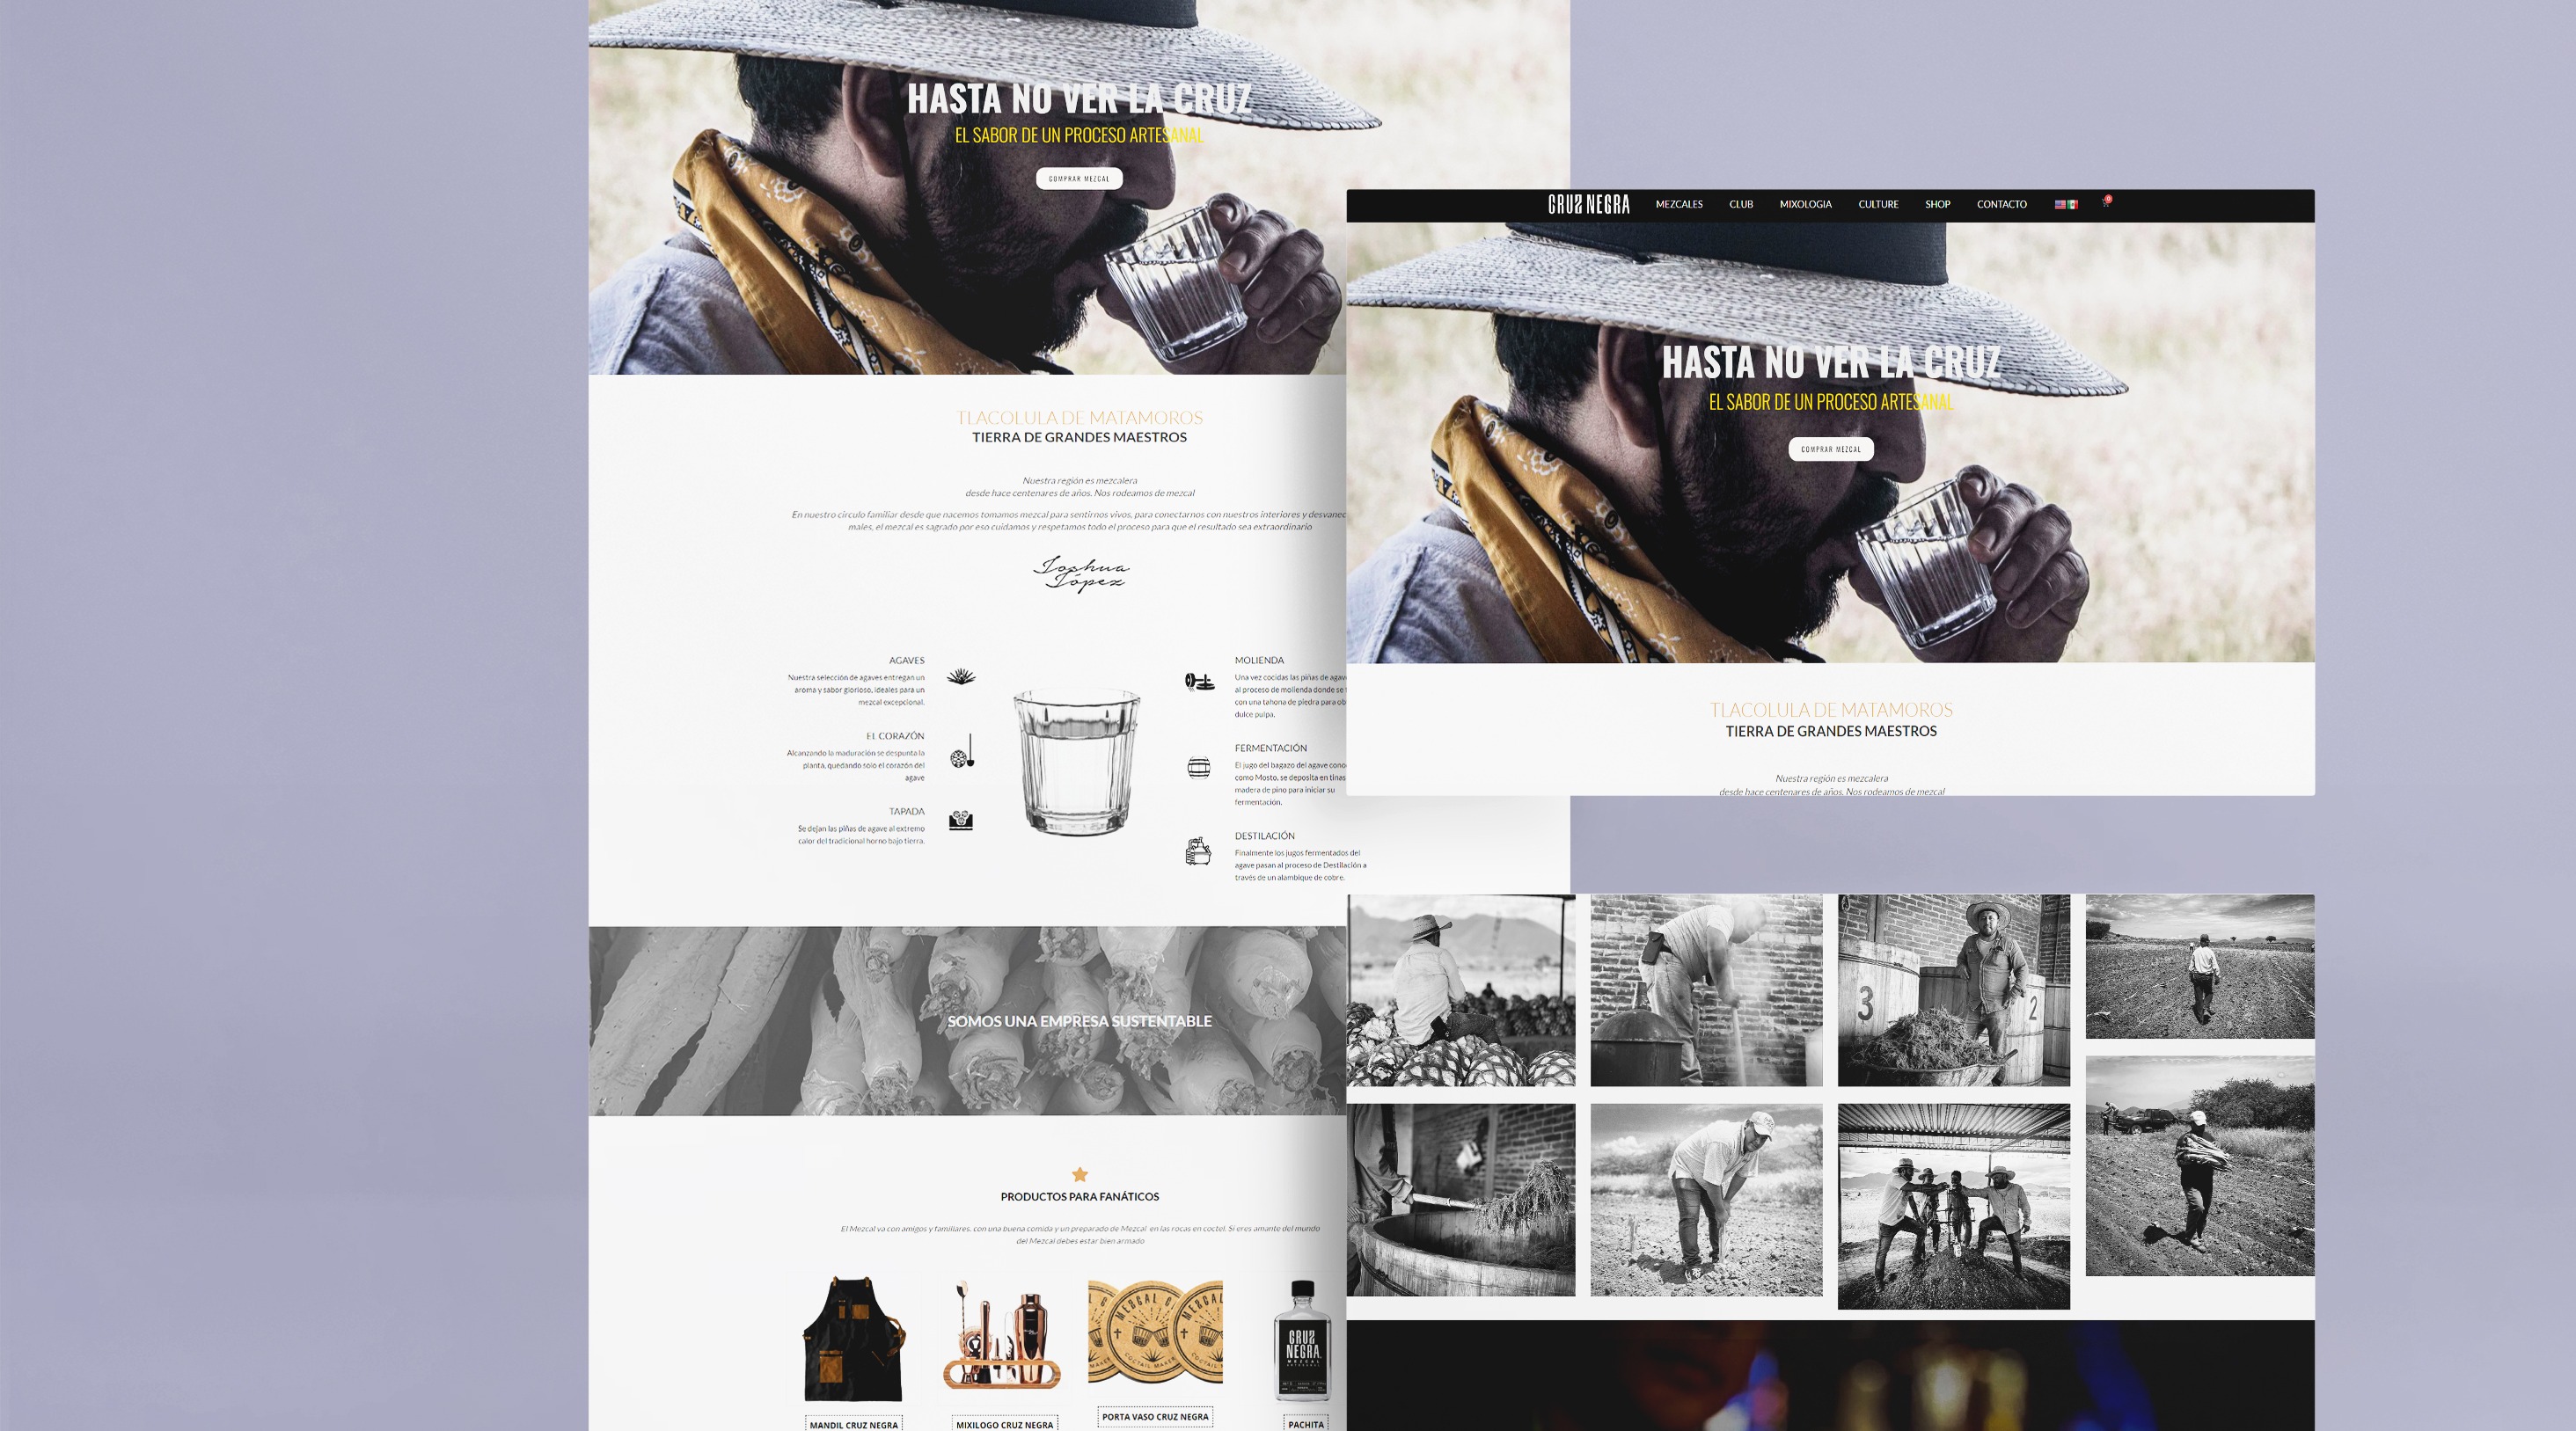 HASTA NO VER LA CRUZ
EL SABOR DE UN PROCESO ARTESANAL
COMPRAR MEZCAL
TLACOLULA DE MATAMOROS
TIERRA DE GRANDES MAESTROS
Nuestra región es mezcalera
desde hace centenares de años. Nos rodeamos de mezcal
En nuestro círculo familiar desde que nacemos tomamos mezcal para sentirnos vivos, para conectarnos con nuestros interiores y desvanec
males, el mezcal es sagrado por eso cuidamos y respetamos todo el proceso para que el resultado sea extraordinario
Ioshua
López
AGAVES
Nuestra selección de agaves entregan un
aroma y sabor glorioso, ideales para un
mezcal excepcional.
EL CORAZÓN
Alcanzando la maduración se despunta la
planta, quedando solo el corazón del
agave
TAPADA
Se dejan las piñas de agave al extremo
calor del tradicional horno bajo tierra.
MOLIENDA
Una vez cocidas las piñas de agave
al proceso de molienda donde se
con una tahona de piedra para ob
dulce pulpa.
FERMENTACIÓN
El jugo del bagazo del agave cono
como Mosto, se deposita en tinas
madera de pino para iniciar su
fermentación.
DESTILACIÓN
Finalmente los jugos fermentados del
agave pasan al proceso de Destilación a
través de un alambique de cobre.
SOMOS UNA EMPRESA SUSTENTABLE
PRODUCTOS PARA FANÁTICOS
El Mezcal va con amigos y familiares, con una buena comida y un preparado de Mezcal en las rocas en coctel. Si eres amante del mundo
del Mezcal debes estar bien armado
MEZCAL
COCTAIL MAKER
CRUZ
NEGRA
MEZCAL
MANDIL CRUZ NEGRA
MIXILOGO CRUZ NEGRA
PORTA VASO CRUZ NEGRA
PACHITA
CRUZ NEGRA MEZCALES CLUB MIXOLOGIA CULTURE SHOP CONTACTO 0
HASTA NO VER LA CRUZ
EL SABOR DE UN PROCESO ARTESANAL
COMPRAR MEZCAL
TLACOLULA DE MATAMOROS
TIERRA DE GRANDES MAESTROS
Nuestra región es mezcalera
desde hace centenares de años. Nos rodeamos de mezcal
3
2